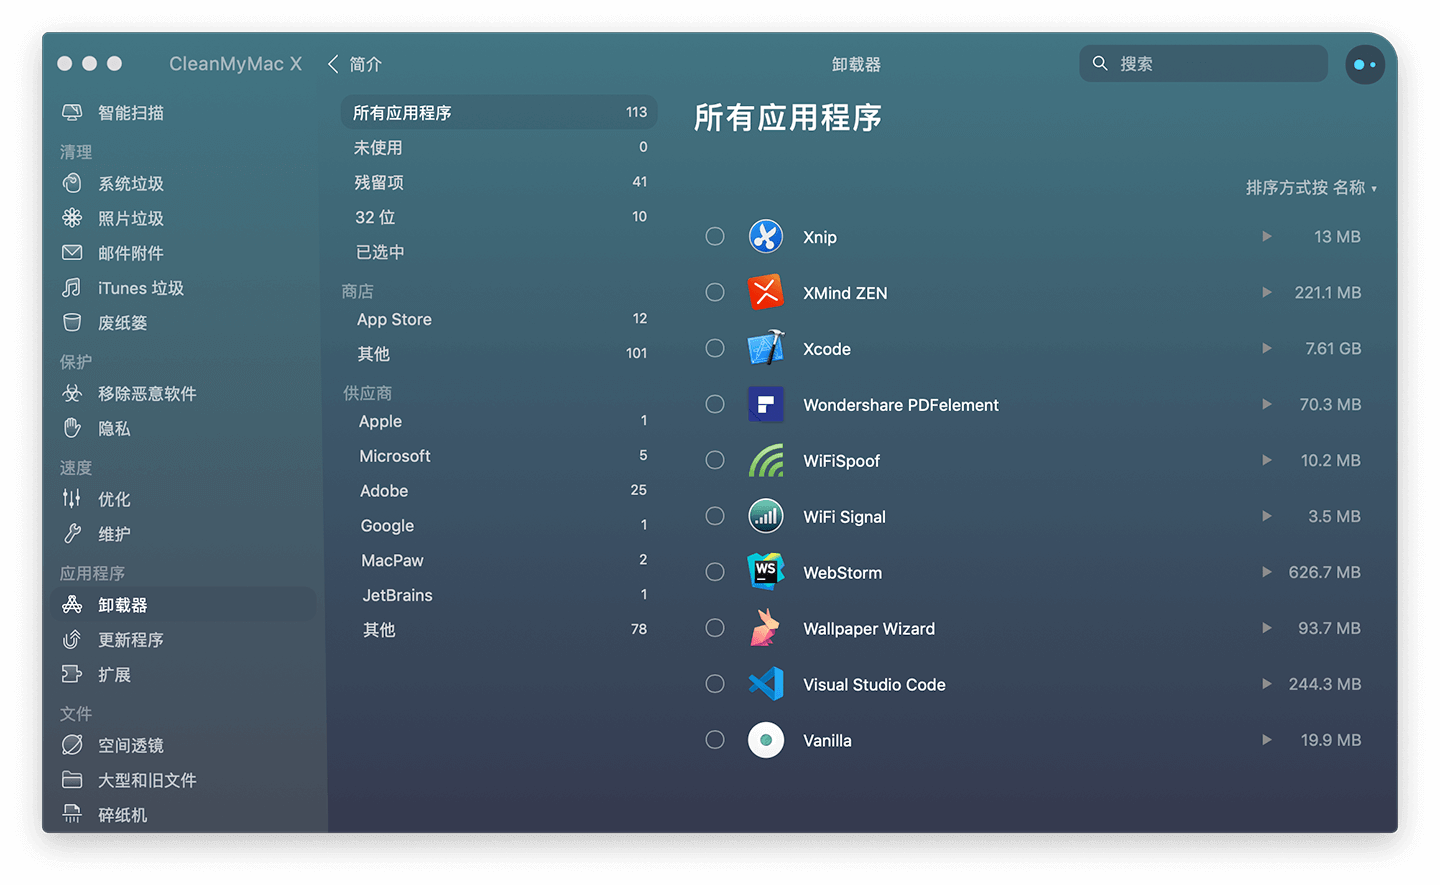 CleanMyMac X
简介
卸载器
搜索
智能扫描
清理
系统垃圾
照片垃圾
邮件附件
iTunes 垃圾
废纸篓
保护
移除恶意软件
隐私
速度
优化
维护
应用程序
卸载器
更新程序
扩展
文件
空间透镜
大型和旧文件
碎纸机
所有应用程序 113
未使用 0
残留项 41
32 位 10
已选中
商店
App Store 12
其他 101
供应商
Apple 1
Microsoft 5
Adobe 25
Google 1
MacPaw 2
JetBrains 1
其他 78
所有应用程序
排序方式按 名称
Xnip 13 MB
XMind ZEN 221.1 MB
Xcode 7.61 GB
Wondershare PDFelement 70.3 MB
WiFiSpoof 10.2 MB
WiFi Signal 3.5 MB
WS WebStorm 626.7 MB
Wallpaper Wizard 93.7 MB
Visual Studio Code 244.3 MB
Vanilla 19.9 MB